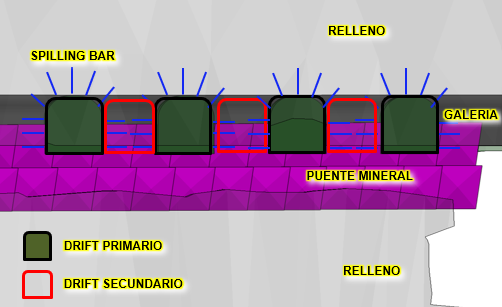 RELLENO
SPILLING BAR
GALERIA
PUENTE MINERAL
DRIFT PRIMARIO
RELLENO
DRIFT SECUNDARIO